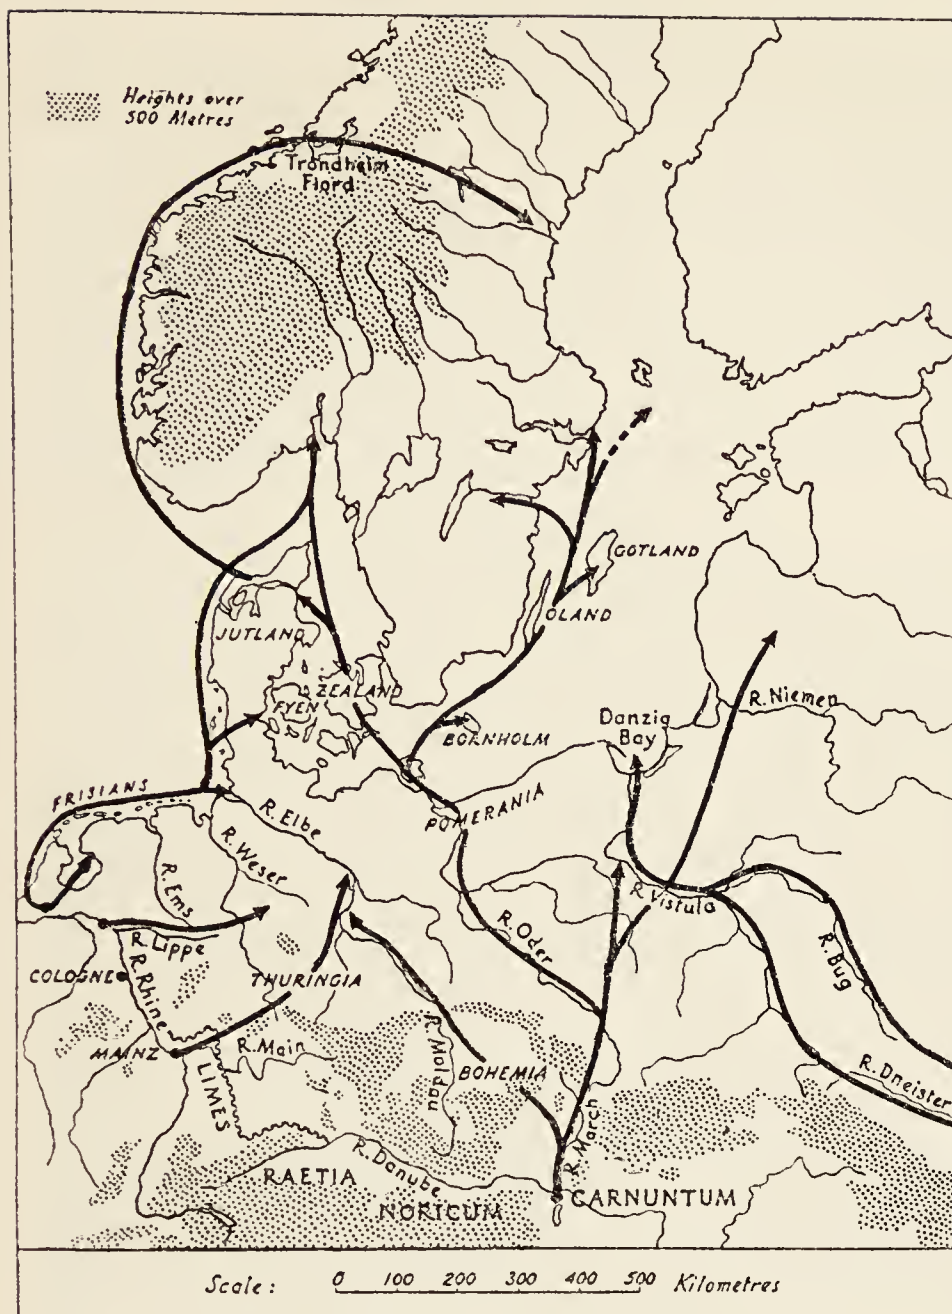 Heights over
500 Metres
Trondheim
Fiord
GOTLAND
OLAND
JUTLAND
ZEALAND
FYEN
R. Niemen
Danzig
Bay
BORNHOLM
FRISIANS
POMERANIA
R. Elbe
R. Weser
R. Ems
R. Vistula
R. Oder
R. Bug
R. Lippe
COLOGNE
R. Rhine
THURINGIA
MAINZ
R. Main
LIMES
R. Moldau
BOHEMIA
R. March
R. Dneister
RAETIA
R. Danube
NORICUM
CARNUNTUM
Scale: 0 100 200 300 400 500 Kilometres